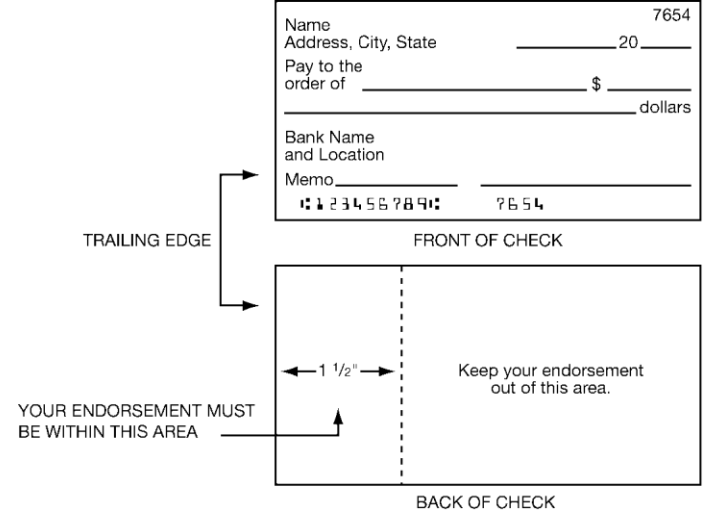 7654
Name
Address, City, State 20
Pay to the
order of $
dollars
Bank Name
and Location
Memo
⑆123456789⑆ 7654
TRAILING EDGE
FRONT OF CHECK
1 1/2"
Keep your endorsement
out of this area.
YOUR ENDORSEMENT MUST
BE WITHIN THIS AREA
BACK OF CHECK